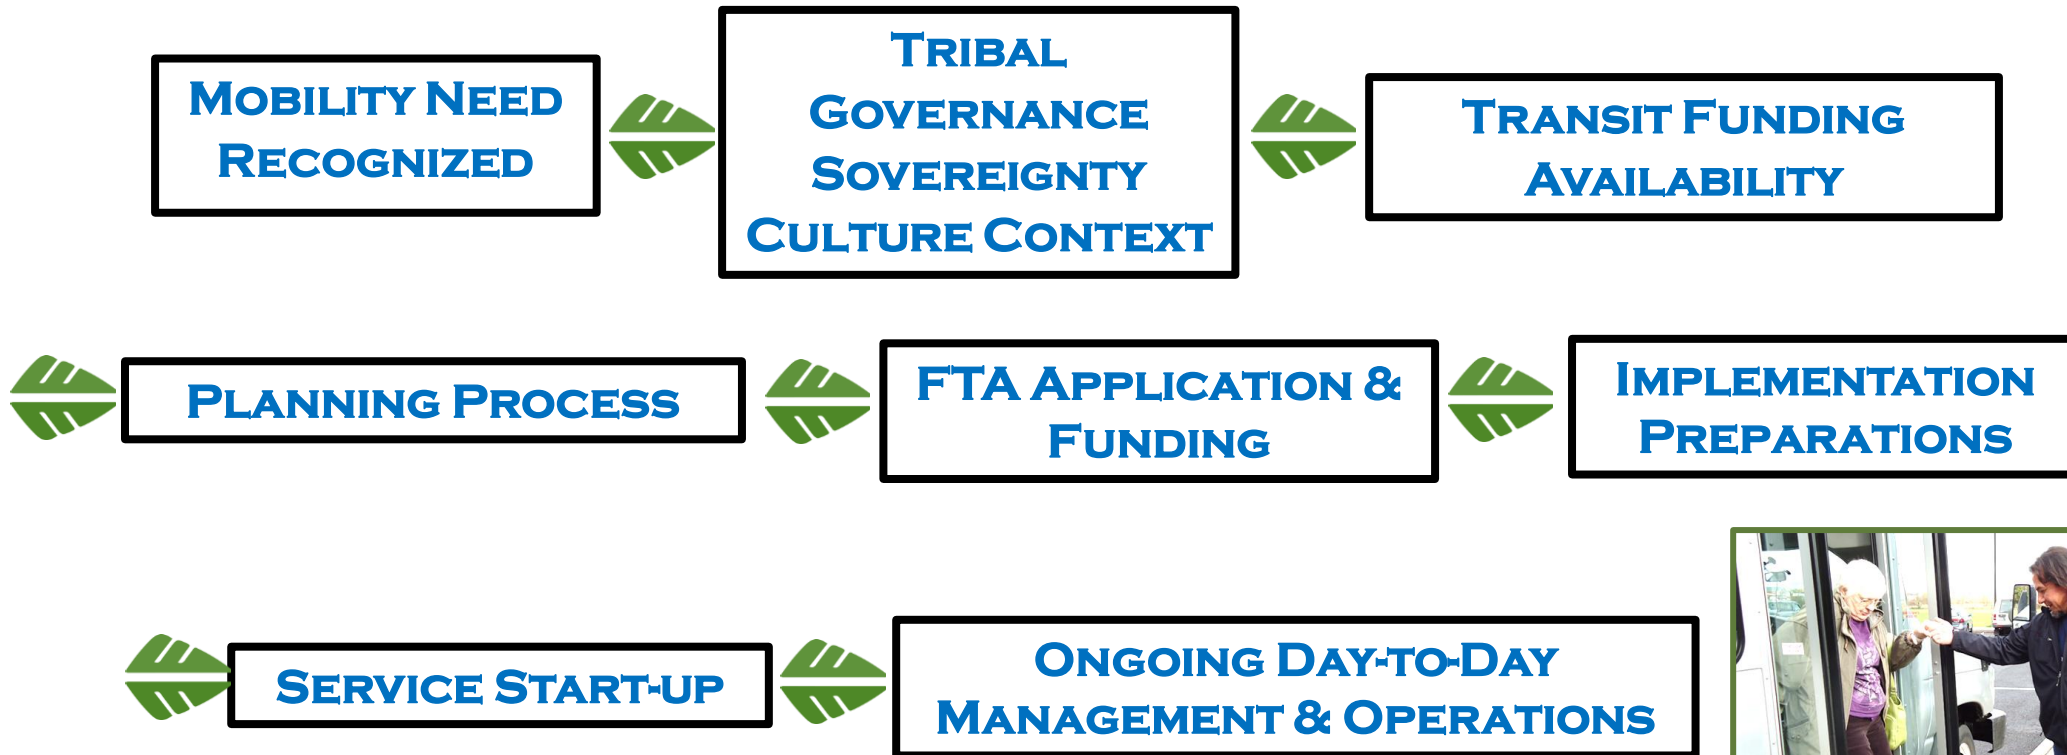 MOBILITY NEED
RECOGNIZED
TRIBAL
GOVERNANCE
SOVEREIGNTY
CULTURE CONTEXT
TRANSIT FUNDING
AVAILABILITY
PLANNING PROCESS
FTA APPLICATION &
FUNDING
IMPLEMENTATION
PREPARATIONS
SERVICE START-UP
ONGOING DAY-TO-DAY
MANAGEMENT & OPERATIONS